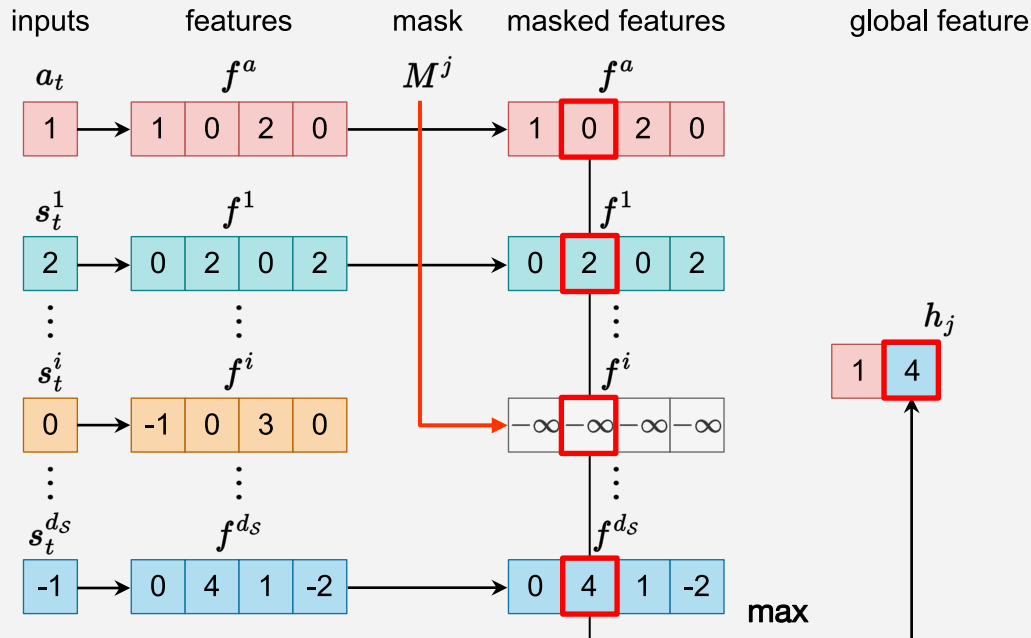 inputs features mask masked features global feature
a_t f^a M^j f^a
1 1 0 2 0 1 0 2 0
s_t^1 f^1 f^1
2 0 2 0 2 0 2 0 2
⋮ ⋮ ⋮ h_j
s_t^i f^i f^i 1 4
0 -1 0 3 0 −∞ −∞ −∞ −∞
⋮ ⋮ ⋮
s_t^{d_𝒮} f^{d_𝒮} f^{d_𝒮}
-1 0 4 1 -2 0 4 1 -2
max